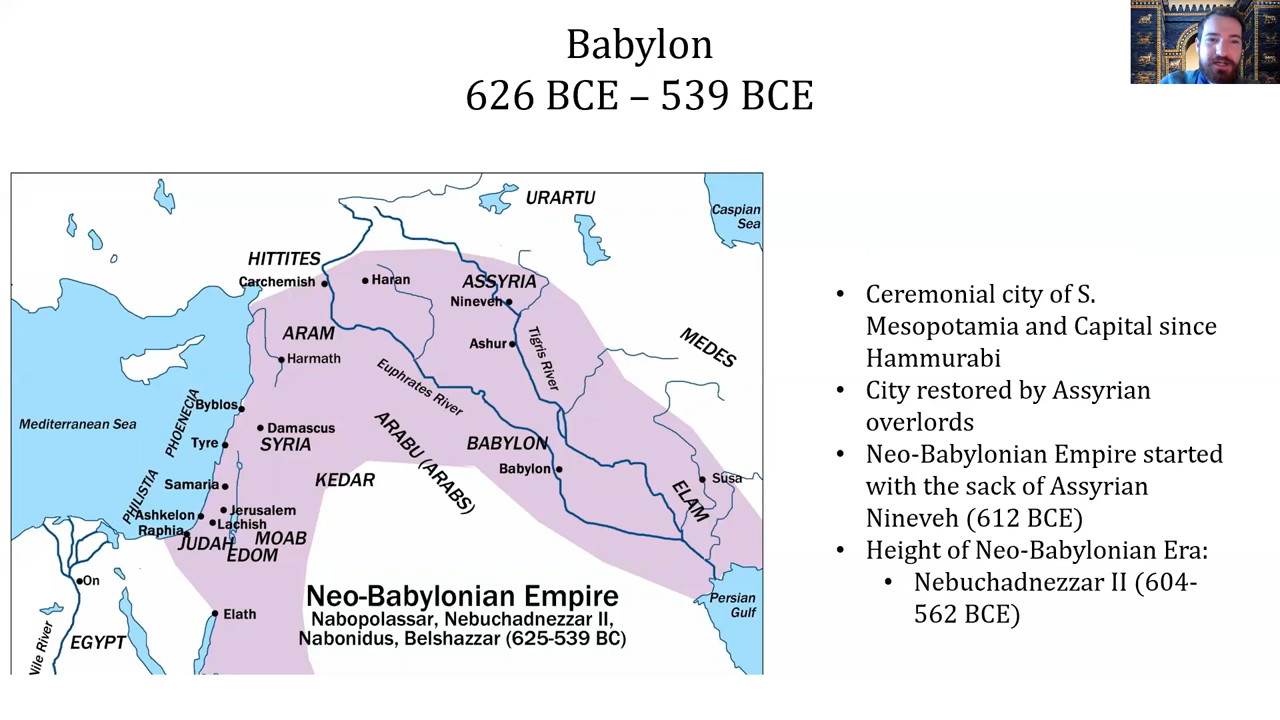 Babylon
626 BCE – 539 BCE
URARTU
Caspian
Sea
HITTITES
Carchemish
Haran
ASSYRIA
Nineveh
ARAM
Harmath
Ashur
Tigris River
MEDES
Euphrates River
Byblos
PHOENECIA
Mediterranean Sea
Damascus
SYRIA
Tyre
ARABU (ARABS)
BABYLON
Babylon
KEDAR
Samaria
PHILISTIA
ELAM
Susa
Ashkelon
Jerusalem
Lachish
Raphia
JUDAH
MOAB
EDOM
On
Elath
EGYPT
Nile River
Persian
Gulf
Neo-Babylonian Empire
Nabopolassar, Nebuchadnezzar II,
Nabonidus, Belshazzar (625-539 BC)
• Ceremonial city of S.
Mesopotamia and Capital since
Hammurabi
• City restored by Assyrian
overlords
• Neo-Babylonian Empire started
with the sack of Assyrian
Nineveh (612 BCE)
• Height of Neo-Babylonian Era:
• Nebuchadnezzar II (604-
562 BCE)